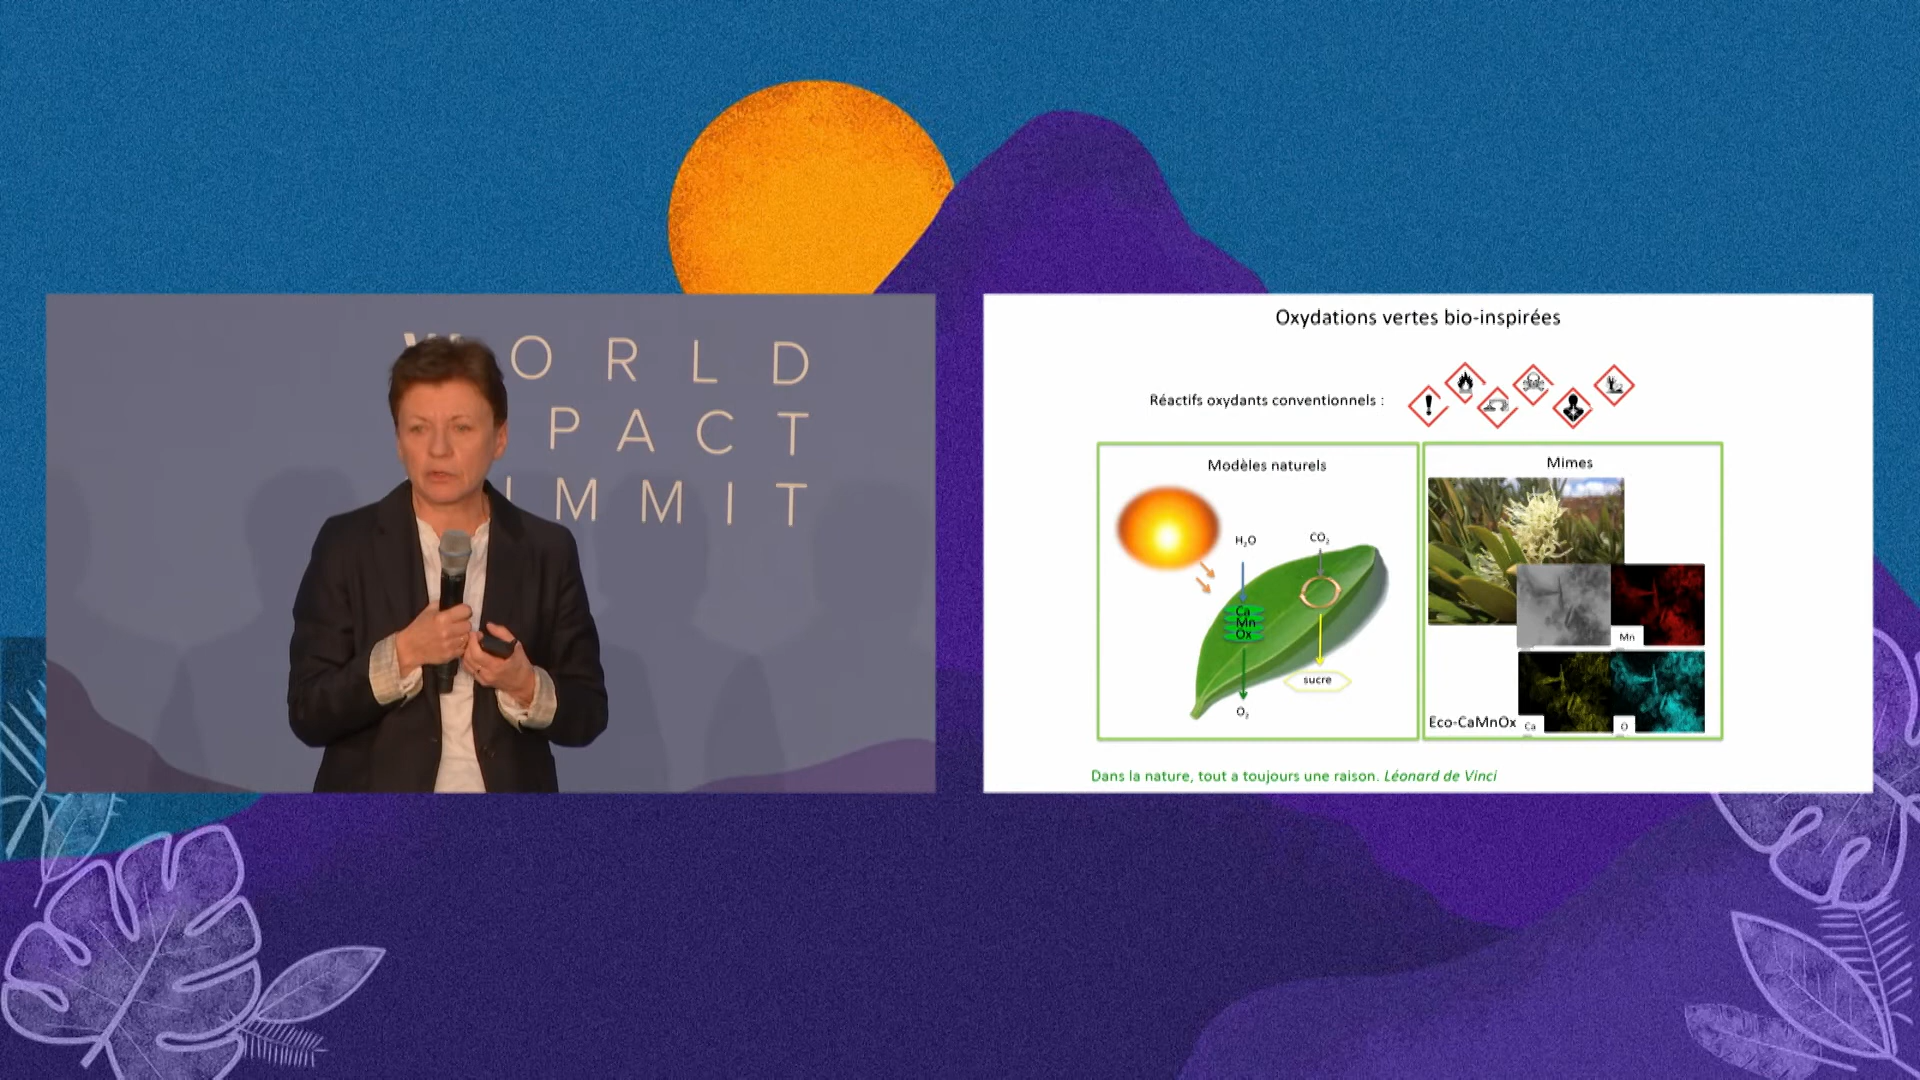 ORLD
PACT
MMIT
Oxydations vertes bio-inspirées
Réactifs oxydants conventionnels :
Modèles naturels
H₂O
CO₂
Ca
Mn
Ox
sucre
O₂
Mimes
Mn
Eco-CaMnOx
Ca
O
Dans la nature, tout a toujours une raison. Léonard de Vinci